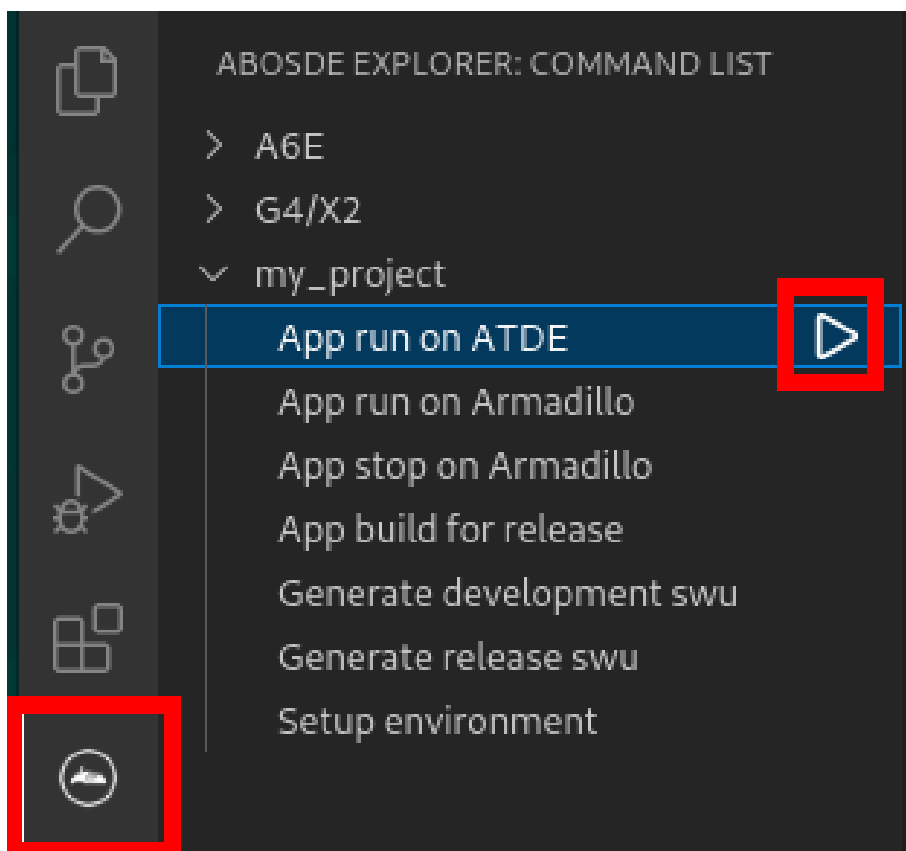 ABOSDE EXPLORER: COMMAND LIST
A6E
G4/X2
my_project
App run on ATDE
App run on Armadillo
App stop on Armadillo
App build for release
Generate development swu
Generate release swu
Setup environment